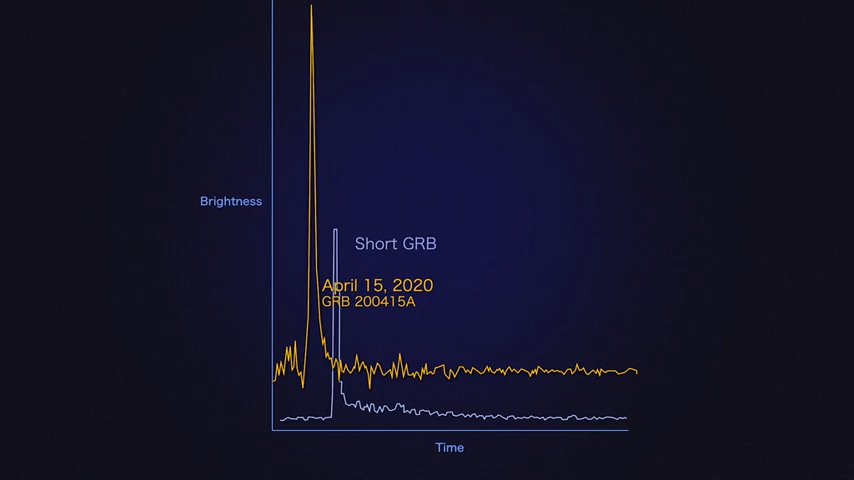 Brightness
Short GRB
April 15, 2020
GRB 200415A
Time